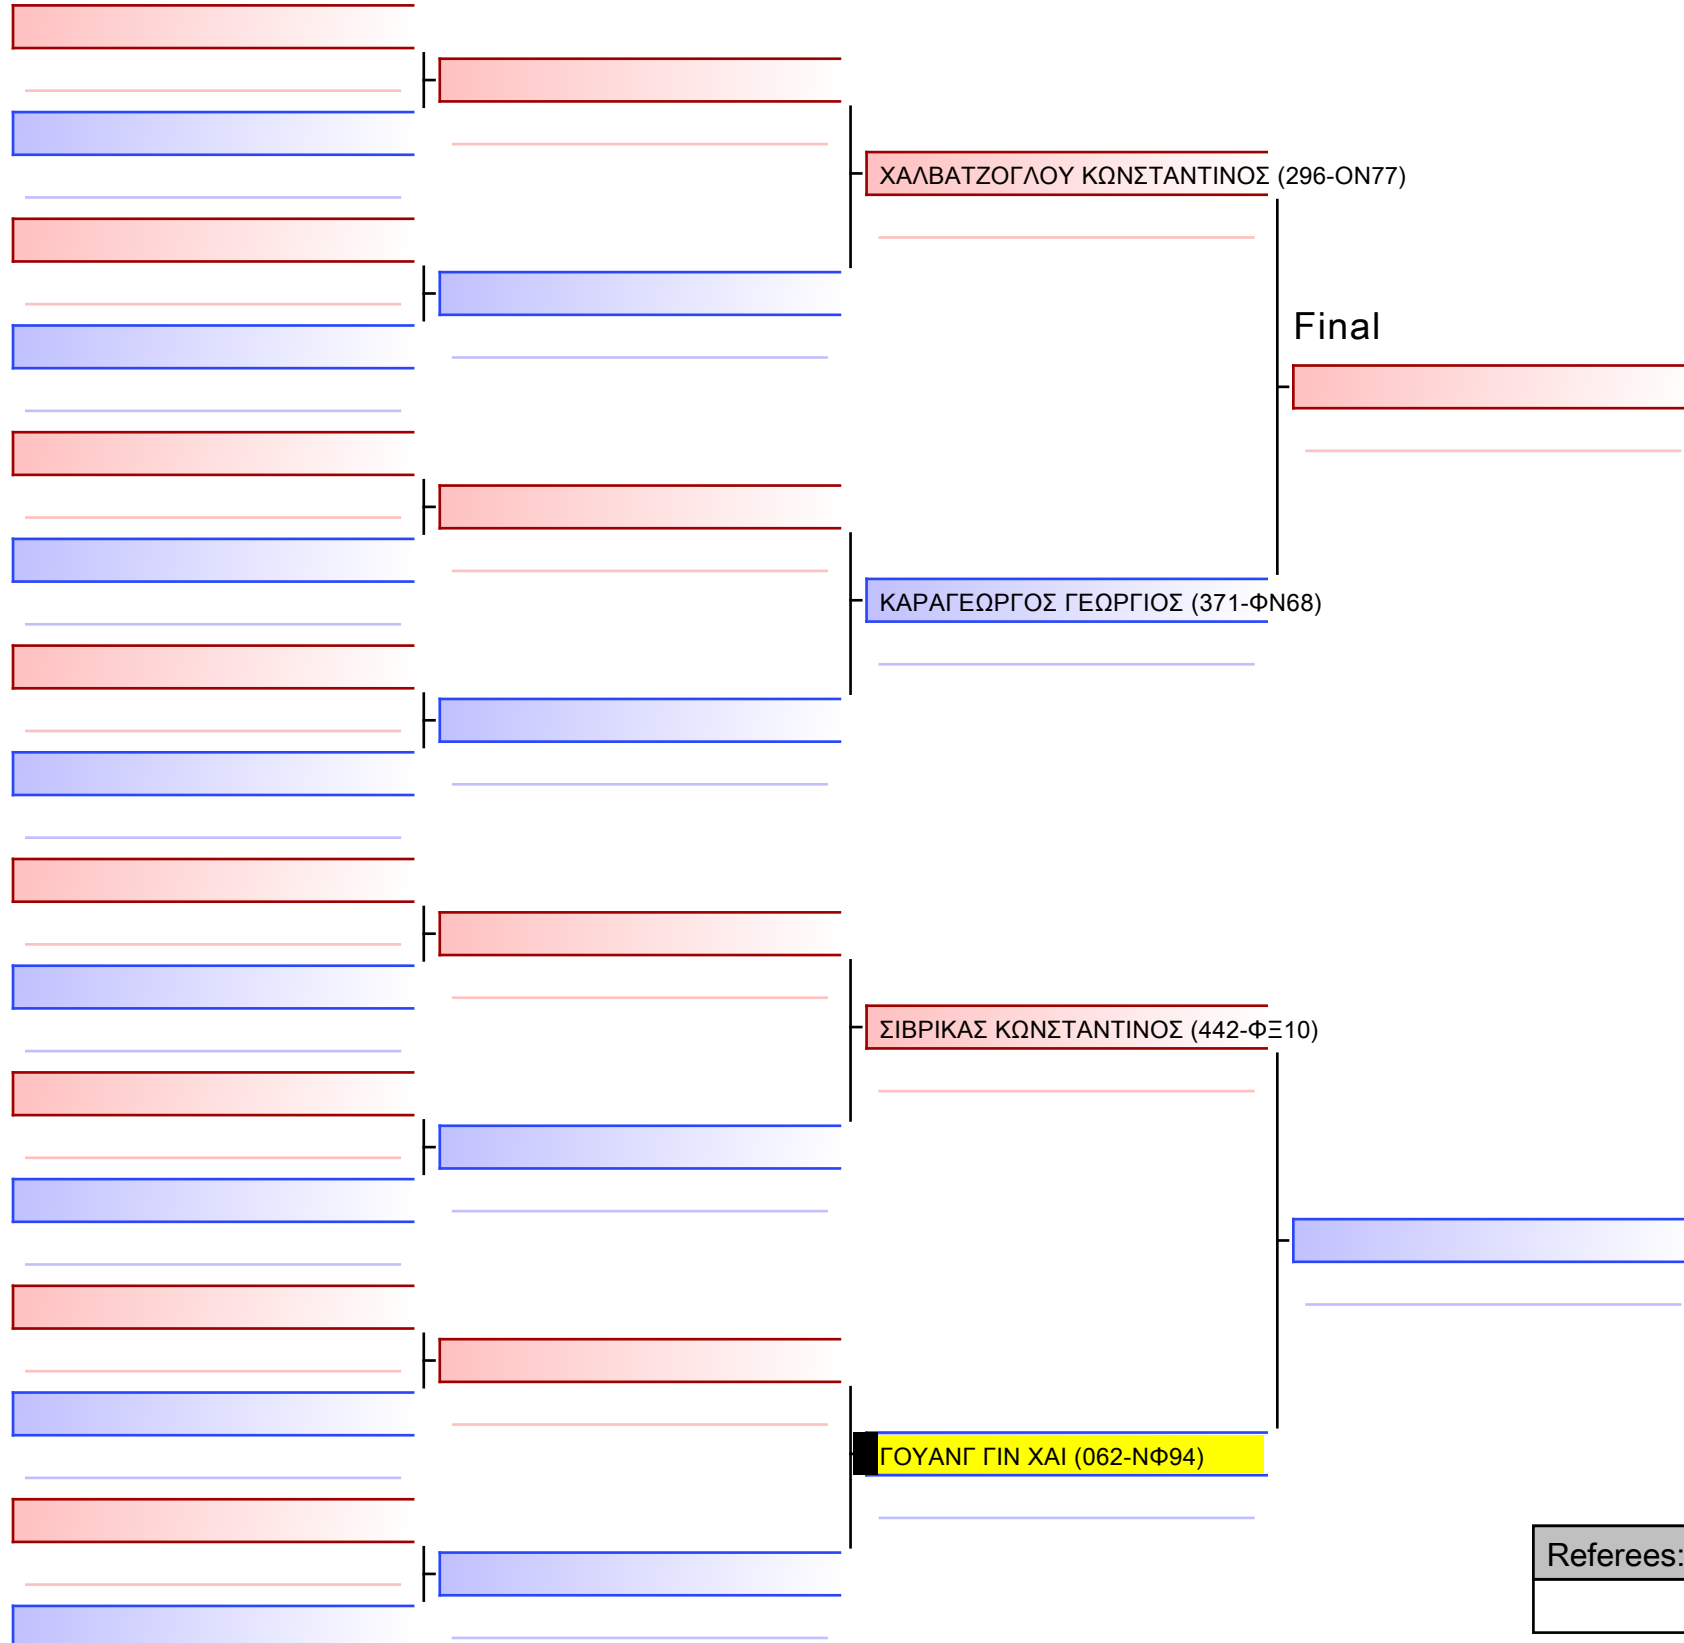 ΧΑΛΒΑΤΖΟΓΛΟΥ ΚΩΝΣΤΑΝΤΙΝΟΣ (296-ΟΝ77)
Final
ΚΑΡΑΓΕΩΡΓΟΣ ΓΕΩΡΓΙΟΣ (371-ΦΝ68)
ΣΙΒΡΙΚΑΣ ΚΩΝΣΤΑΝΤΙΝΟΣ (442-ΦΞ10)
ΓΟΥΑΝΓ ΓΙΝ ΧΑΙ (062-ΝΦ94)
Referees: